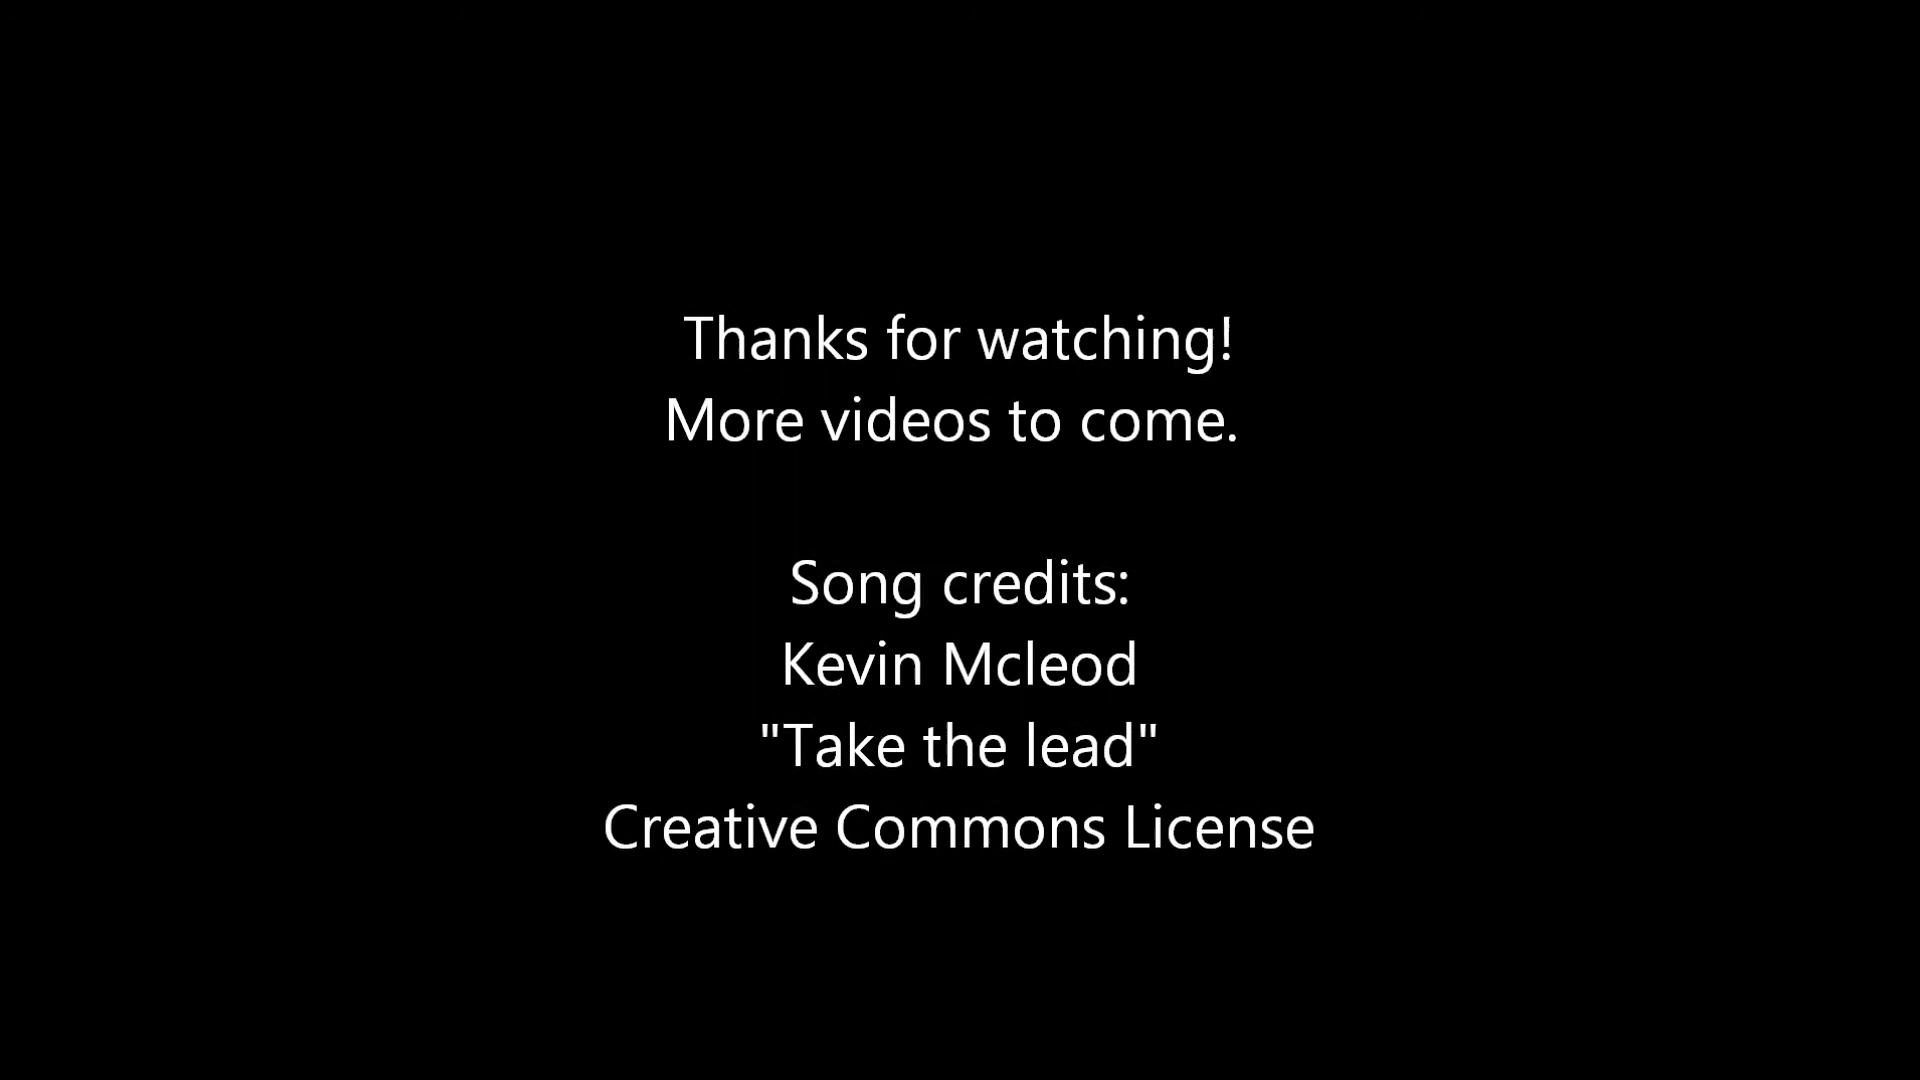 Thanks for watching!
More videos to come.
Song credits:
Kevin Mcleod
"Take the lead"
Creative Commons License